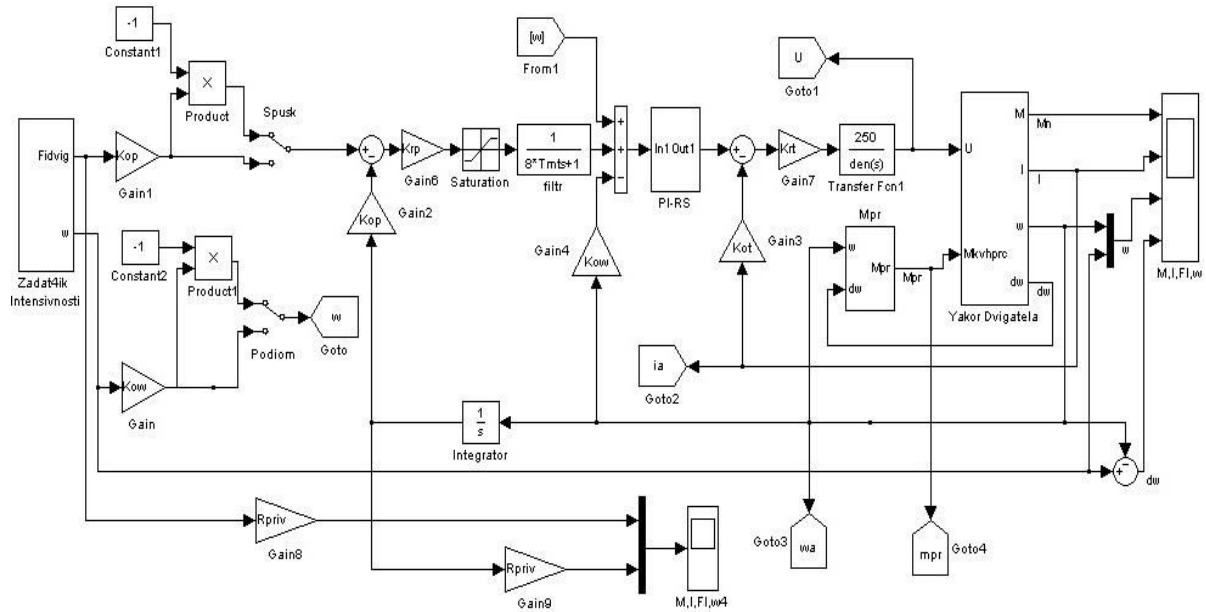 -1
Constant1
X
Product
Spusk
[w]
From1
U
Goto1
Fidvig
w
Zadat4ik
Intensivnosti
Kop
Gain1
+
-
Krp
Gain6
Saturation
1
8*Tmts+1
filtr
+
+
-
In1 Out1
PI-RS
+
-
Krt
Gain7
250
den(s)
Transfer Fcn1
U
Mkvhprc
M
I
w
dw
Yakor Dvigatela
Mn
I
dw
w
M,I,FI,w
Kop
Gain2
Gain4
Kow
Kot
Gain3
Mpr
w
dw
Mpr
Mpr
-1
Constant2
X
Product1
Podiom
w
Goto
Kow
Gain
ia
Goto2
1
s
Integrator
+
-
dw
Rpriv
Gain8
Rpriv
Gain9
M,I,FI,w4
Goto3
wa
mpr
Goto4